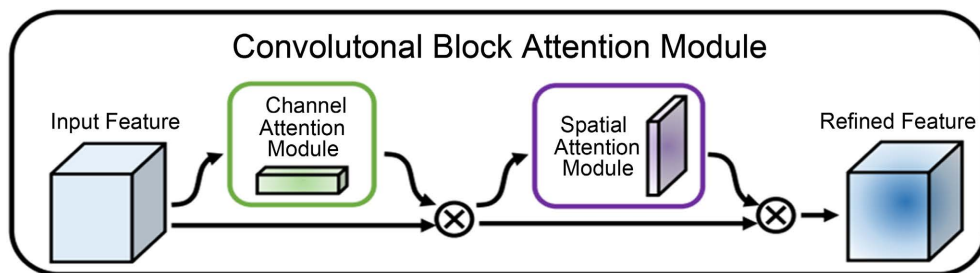 Convolutonal Block Attention Module
Input Feature
Channel
Attention
Module
Spatial
Attention
Module
Refined Feature